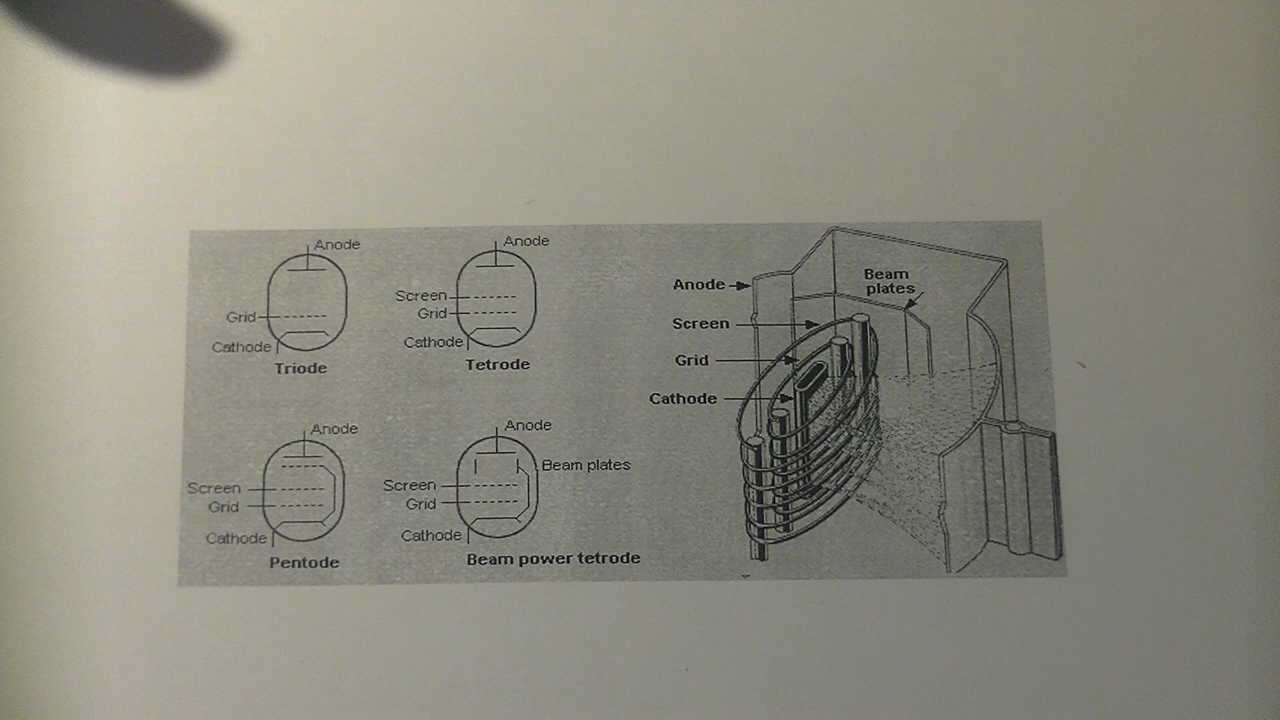 Anode
Grid
Cathode
Triode
Anode
Screen
Grid
Cathode
Tetrode
Anode
Screen
Grid
Cathode
Pentode
Anode
Beam plates
Screen
Grid
Cathode
Beam power tetrode
Beam
plates
Anode
Screen
Grid
Cathode